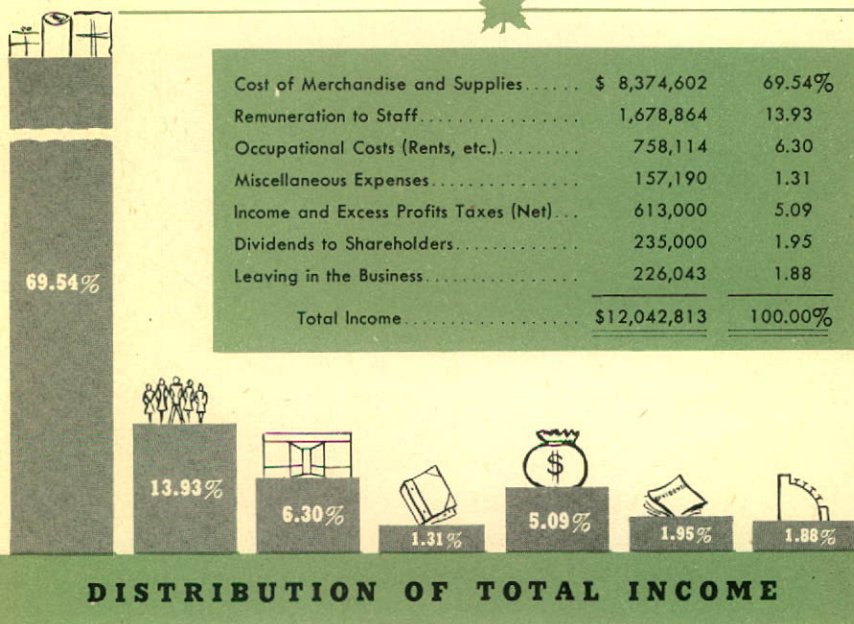 Cost of Merchandise and Supplies...... $ 8,374,602 69.54%
Remuneration to Staff................ 1,678,864 13.93
Occupational Costs (Rents, etc.)......... 758,114 6.30
Miscellaneous Expenses............... 157,190 1.31
Income and Excess Profits Taxes (Net)... 613,000 5.09
Dividends to Shareholders............. 235,000 1.95
Leaving in the Business................ 226,043 1.88
Total Income................... $12,042,813 100.00%
69.54%
13.93%
6.30%
1.31%
$
5.09%
DIVIDEND
1.95%
1.88%
DISTRIBUTION OF TOTAL INCOME